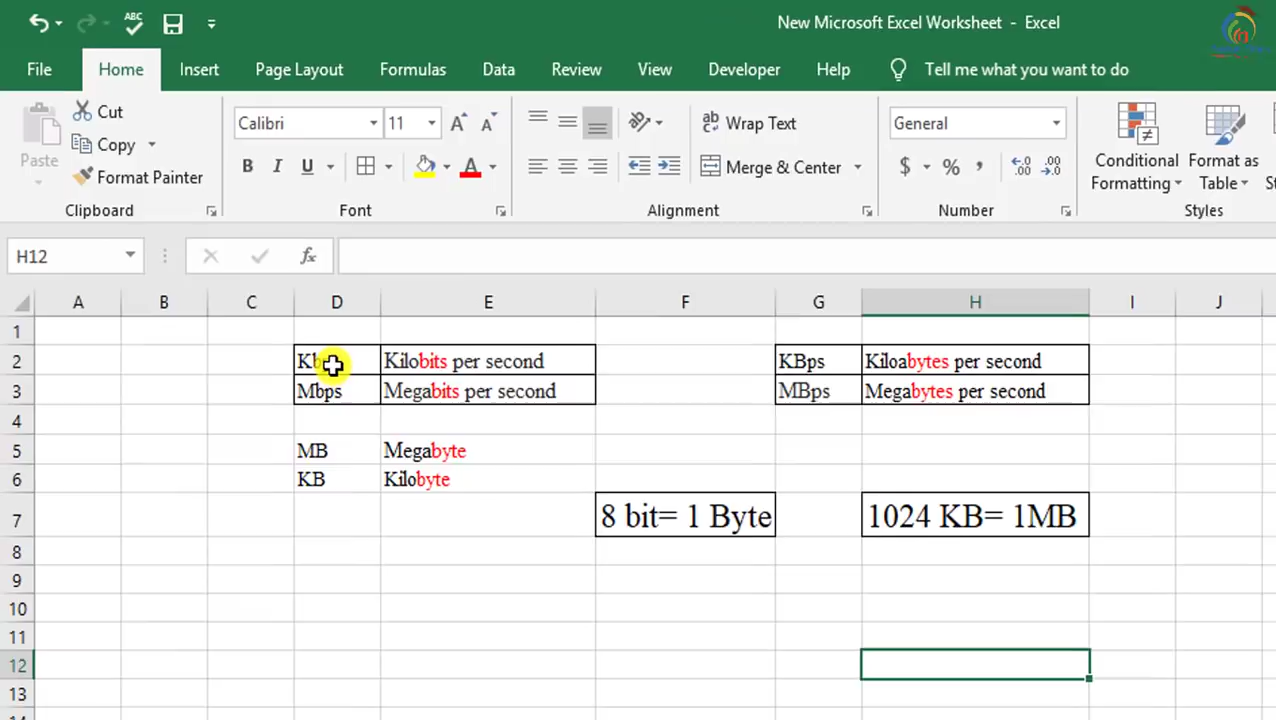 ABC
New Microsoft Excel Worksheet - Excel
File Home Insert Page Layout Formulas Data Review View Developer Help Tell me what you want to do
Paste
Cut
Copy
Format Painter
Calibri 11
B I U A
Wrap Text
Merge & Center
General
$ % ,
Conditional Formatting
Format as Table
Clipboard Font Alignment Number Styles
H12 fx
A B C D E F G H I J
1
2 Kilobits per second KBps Kiloabytes per second
3 Mbps Megabits per second MBps Megabytes per second
4
5 MB Megabyte
6 KB Kilobyte
7 8 bit= 1 Byte 1024 KB= 1MB
8
9
10
11
12
13